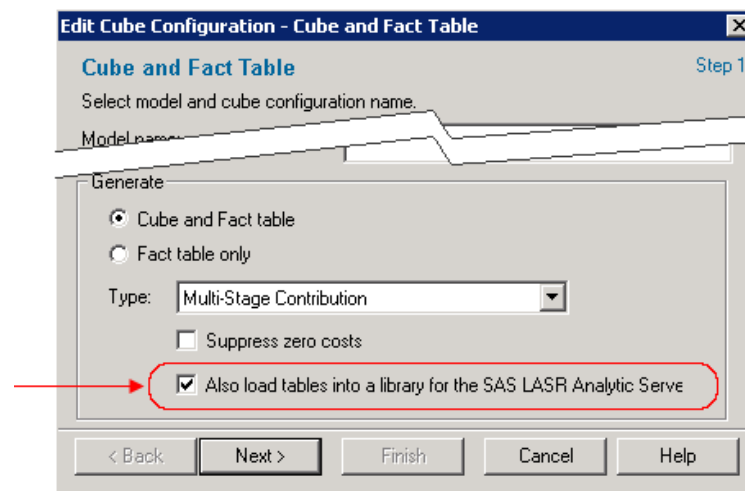 Edit Cube Configuration - Cube and Fact Table
Cube and Fact Table Step 1
Select model and cube configuration name.
Model name:
Generate
Cube and Fact table
Fact table only
Type: Multi-Stage Contribution
Suppress zero costs
Also load tables into a library for the SAS LASR Analytic Serve
< Back Next > Finish Cancel Help